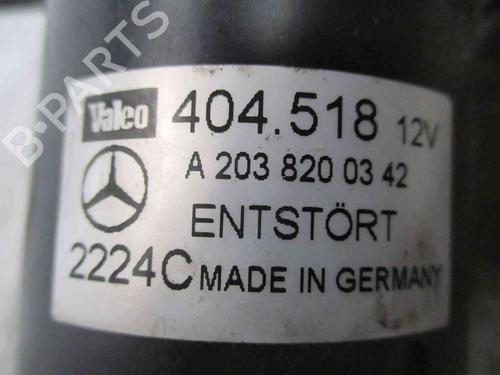 B-PARTS
Valeo 404.518 12V
A 203 820 03 42
ENTSTÖRT
2224C MADE IN GERMANY